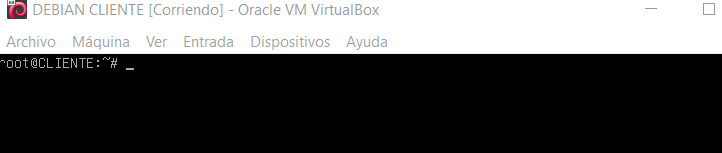 DEBIAN CLIENTE [Corriendo] - Oracle VM VirtualBox
Archivo Máquina Ver Entrada Dispositivos Ayuda
root@CLIENTE:~# _